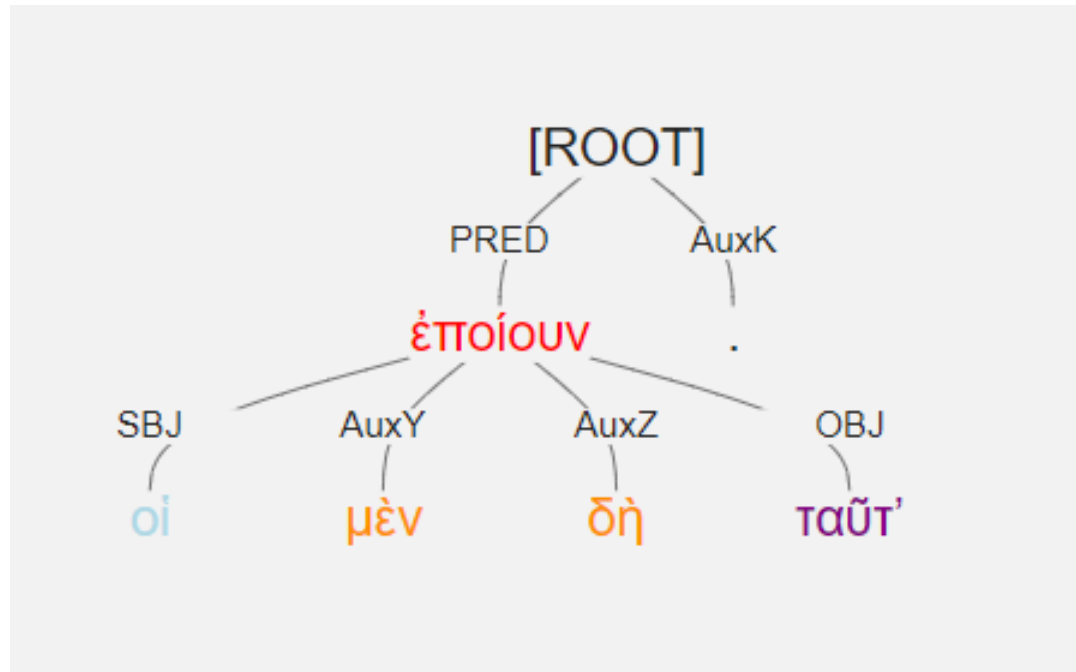 [ROOT]
PRED AuxK
ἐποίουν .
SBJ AuxY AuxZ OBJ
οἱ μὲν δὴ ταῦτ’